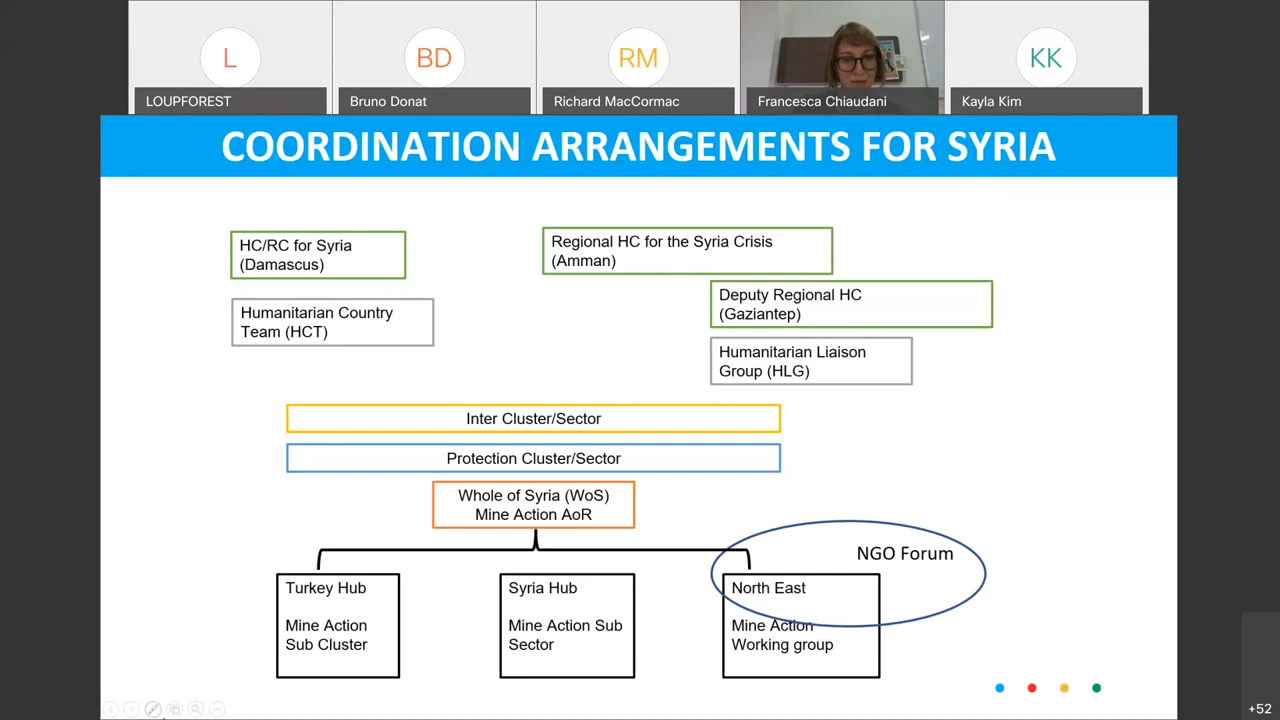 L
BD
RM
KK
LOUPFOREST
Bruno Donat
Richard MacCormac
Francesca Chiaudani
Kayla Kim
COORDINATION ARRANGEMENTS FOR SYRIA
HC/RC for Syria
(Damascus)
Regional HC for the Syria Crisis
(Amman)
Deputy Regional HC
(Gaziantep)
Humanitarian Country
Team (HCT)
Humanitarian Liaison
Group (HLG)
Inter Cluster/Sector
Protection Cluster/Sector
Whole of Syria (WoS)
Mine Action AoR
NGO Forum
Turkey Hub
Mine Action
Sub Cluster
Syria Hub
Mine Action Sub
Sector
North East
Mine Action
Working group
+52